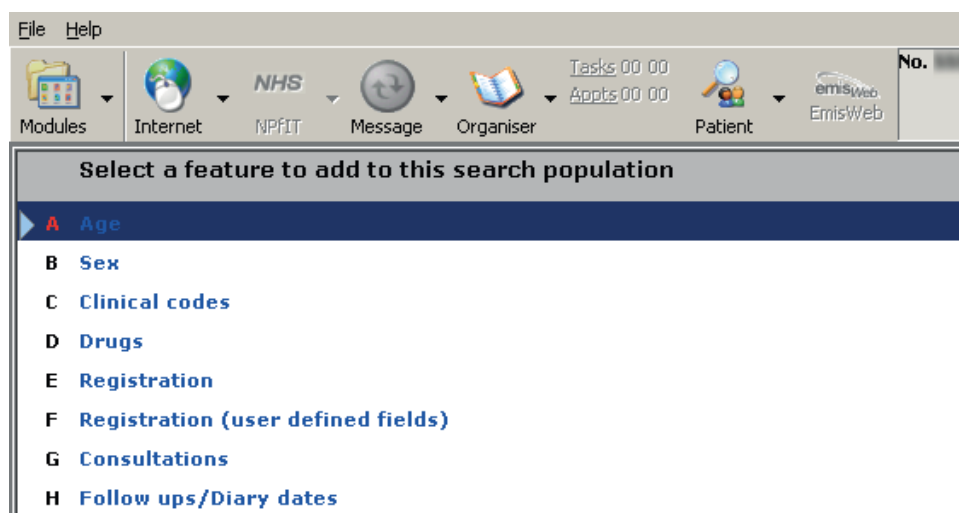 File Help
Tasks 00 00
Appts 00 00
No.
NHS
emisWeb
Modules Internet NPfIT Message Organiser Patient EmisWeb
Select a feature to add to this search population
A Age
B Sex
C Clinical codes
D Drugs
E Registration
F Registration (user defined fields)
G Consultations
H Follow ups/Diary dates